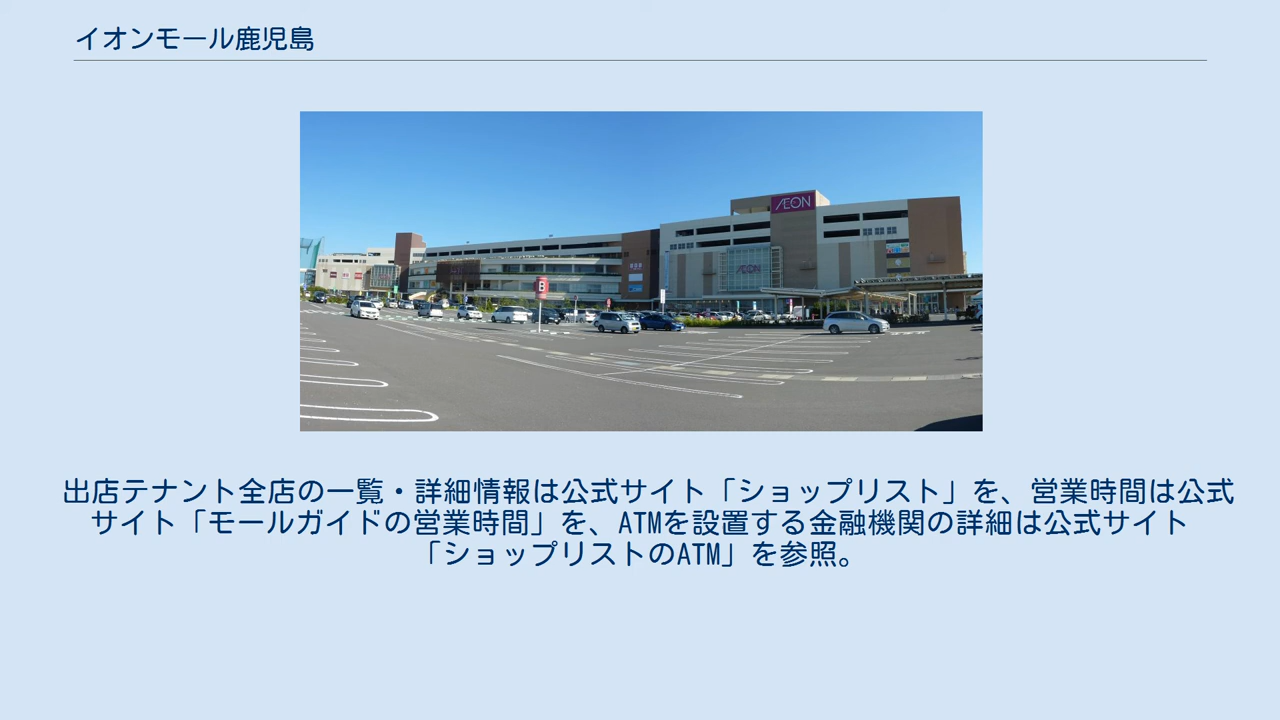 イオンモール鹿児島
ÆON
ÆON
B
出店テナント全店の一覧・詳細情報は公式サイト「ショップリスト」を、営業時間は公式
サイト「モールガイドの営業時間」を、ATMを設置する金融機関の詳細は公式サイト
「ショップリストのATM」を参照。